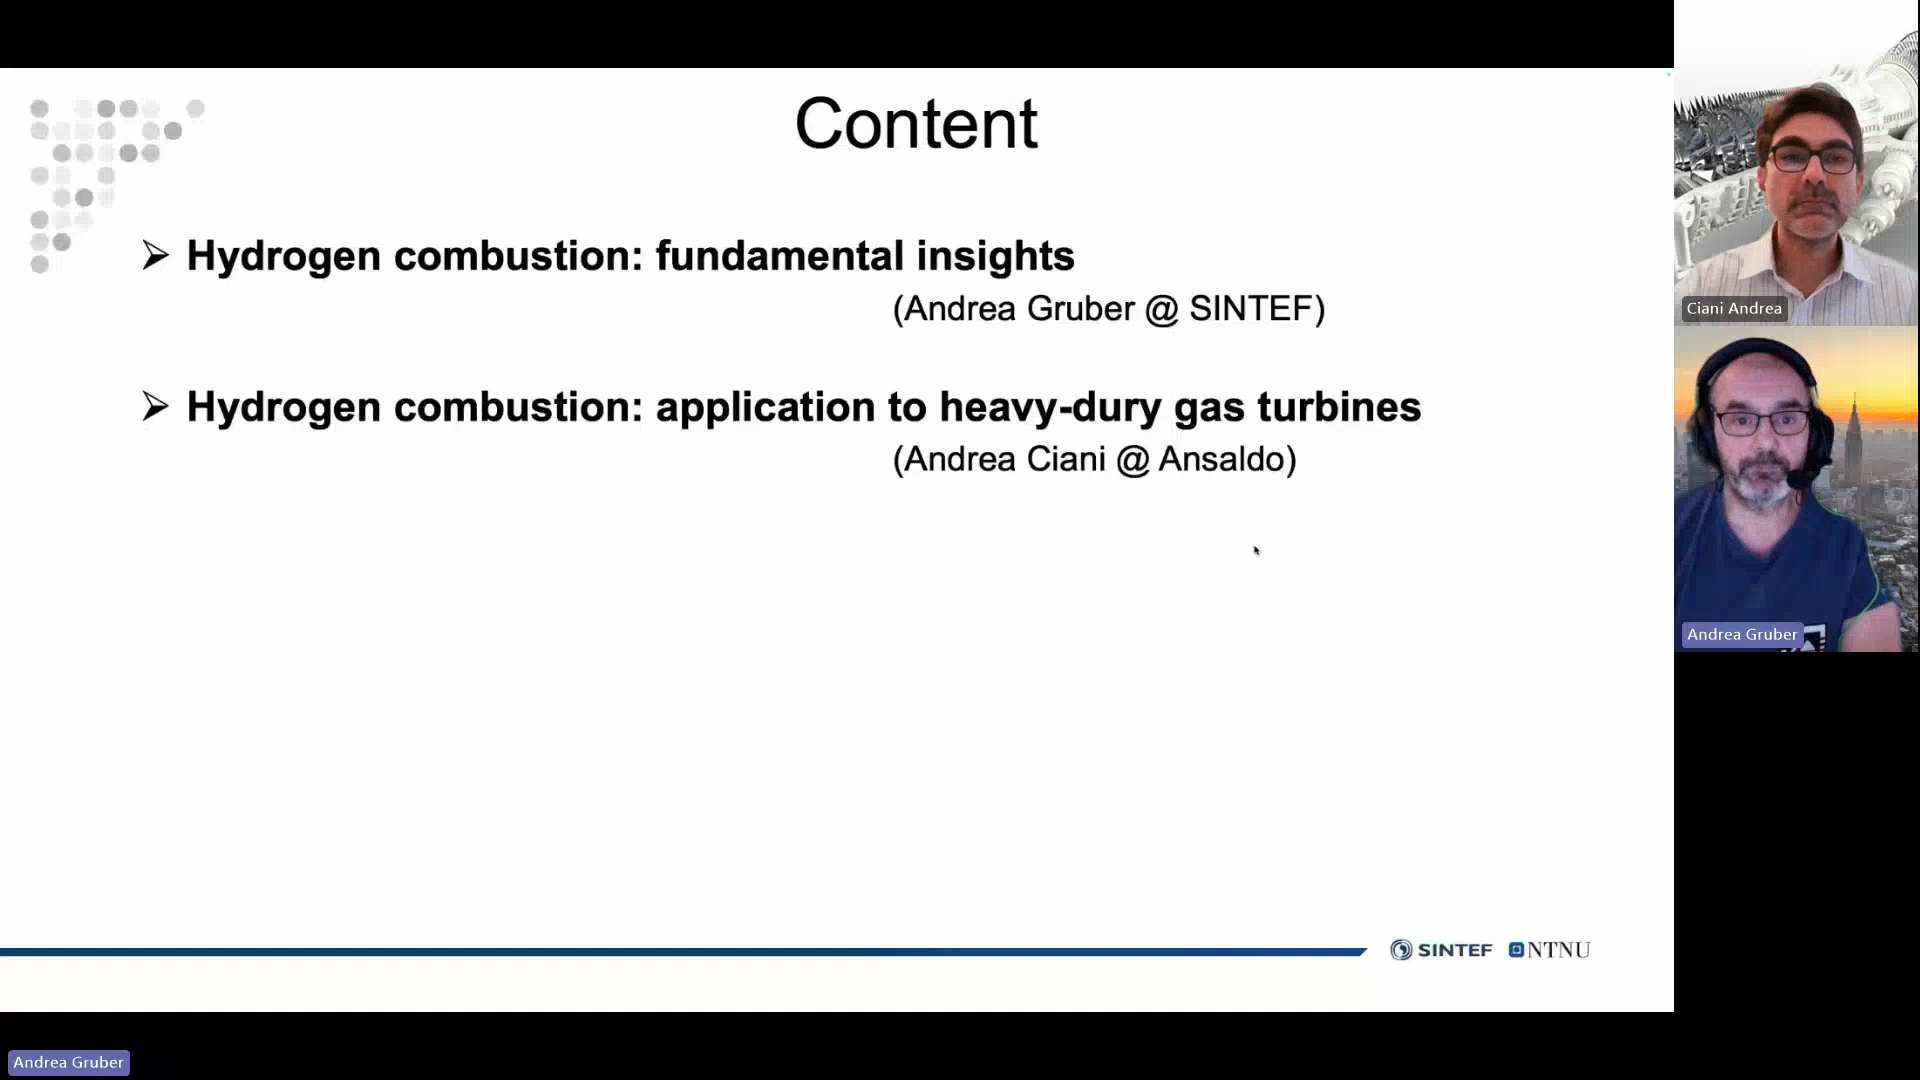 Content
➢ Hydrogen combustion: fundamental insights
(Andrea Gruber @ SINTEF)
➢ Hydrogen combustion: application to heavy-dury gas turbines
(Andrea Ciani @ Ansaldo)
SINTEF NTNU
Ciani Andrea
Andrea Gruber
Andrea Gruber